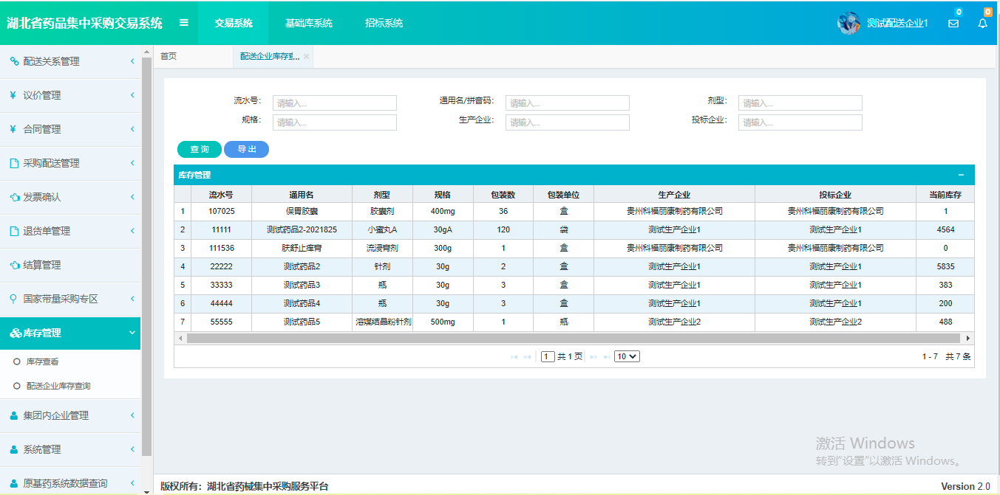 湖北省药品集中采购交易系统 交易系统 基础库系统 招标系统 测试配送企业1 0 0
首页 配送企业库存查... ×
配送关系管理
议价管理
合同管理
采购配送管理
发票确认
退货单管理
结算管理
国家带量采购专区
库存管理
库存查看
配送企业库存查询
集团内企业管理
系统管理
原基药系统数据查询
流水号: 请输入... 通用名/拼音码: 请输入... 剂型: 请输入...
规格: 请输入... 生产企业: 请输入... 投标企业: 请输入...
查 询 导 出
库存管理
流水号 通用名 剂型 规格 包装数 包装单位 生产企业 投标企业 当前库存
1 107025 保胃胶囊 胶囊剂 400mg 36 盒 贵州科福丽康制药有限公司 贵州科福丽康制药有限公司 1
2 11111 测试药品2-2021825 小蜜丸A 30gA 120 袋 测试生产企业1 测试生产企业1 4564
3 111536 肤舒止痒膏 流浸膏剂 300g 1 盒 贵州科福丽康制药有限公司 贵州科福丽康制药有限公司 0
4 22222 测试药品2 针剂 30g 2 盒 测试生产企业1 测试生产企业1 5835
5 33333 测试药品3 瓶 30g 3 盒 测试生产企业1 测试生产企业1 383
6 44444 测试药品4 瓶 30g 3 盒 测试生产企业1 测试生产企业1 200
7 55555 测试药品5 溶媒结晶粉针剂 500mg 1 瓶 测试生产企业2 测试生产企业2 488
1 共 1 页 10 1 - 7 共 7 条
激活 Windows
转到"设置"以激活 Windows。
版权所有：湖北省药械集中采购服务平台 Version 2.0